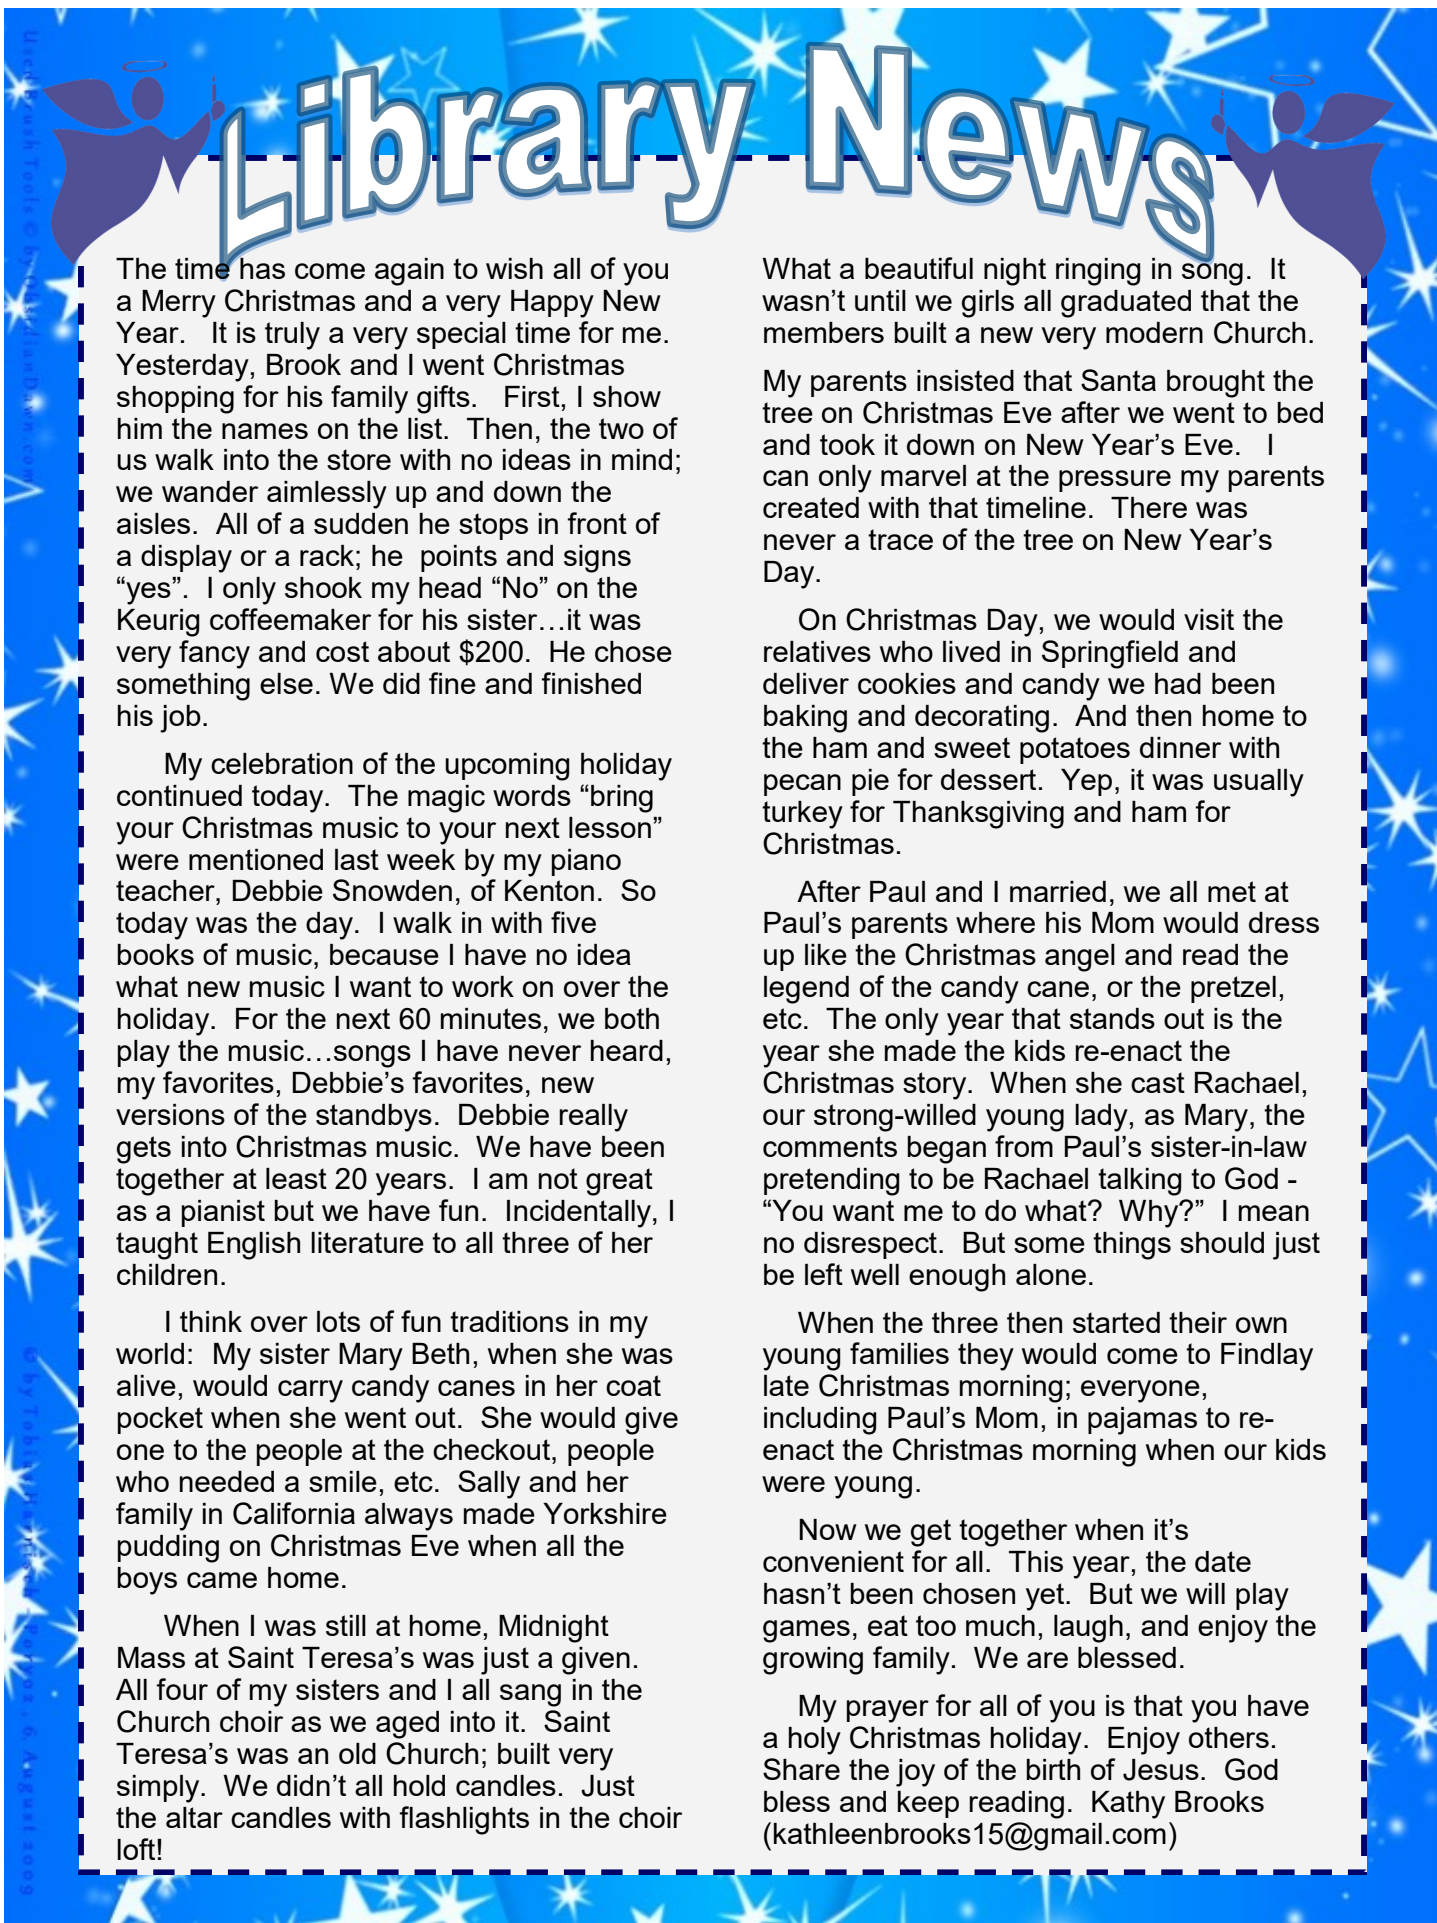 Library News
The time has come again to wish all of you
a Merry Christmas and a very Happy New
Year. It is truly a very special time for me.
Yesterday, Brook and I went Christmas
shopping for his family gifts. First, I show
him the names on the list. Then, the two of
us walk into the store with no ideas in mind;
we wander aimlessly up and down the
aisles. All of a sudden he stops in front of
a display or a rack; he points and signs
“yes”. I only shook my head “No” on the
Keurig coffeemaker for his sister…it was
very fancy and cost about $200. He chose
something else. We did fine and finished
his job.
My celebration of the upcoming holiday
continued today. The magic words “bring
your Christmas music to your next lesson”
were mentioned last week by my piano
teacher, Debbie Snowden, of Kenton. So
today was the day. I walk in with five
books of music, because I have no idea
what new music I want to work on over the
holiday. For the next 60 minutes, we both
play the music…songs I have never heard,
my favorites, Debbie’s favorites, new
versions of the standbys. Debbie really
gets into Christmas music. We have been
together at least 20 years. I am not great
as a pianist but we have fun. Incidentally, I
taught English literature to all three of her
children.
I think over lots of fun traditions in my
world: My sister Mary Beth, when she was
alive, would carry candy canes in her coat
pocket when she went out. She would give
one to the people at the checkout, people
who needed a smile, etc. Sally and her
family in California always made Yorkshire
pudding on Christmas Eve when all the
boys came home.
When I was still at home, Midnight
Mass at Saint Teresa’s was just a given.
All four of my sisters and I all sang in the
Church choir as we aged into it. Saint
Teresa’s was an old Church; built very
simply. We didn’t all hold candles. Just
the altar candles with flashlights in the choir
loft!
What a beautiful night ringing in song. It
wasn’t until we girls all graduated that the
members built a new very modern Church.
My parents insisted that Santa brought the
tree on Christmas Eve after we went to bed
and took it down on New Year’s Eve. I
can only marvel at the pressure my parents
created with that timeline. There was
never a trace of the tree on New Year’s
Day.
On Christmas Day, we would visit the
relatives who lived in Springfield and
deliver cookies and candy we had been
baking and decorating. And then home to
the ham and sweet potatoes dinner with
pecan pie for dessert. Yep, it was usually
turkey for Thanksgiving and ham for
Christmas.
After Paul and I married, we all met at
Paul’s parents where his Mom would dress
up like the Christmas angel and read the
legend of the candy cane, or the pretzel,
etc. The only year that stands out is the
year she made the kids re-enact the
Christmas story. When she cast Rachael,
our strong-willed young lady, as Mary, the
comments began from Paul’s sister-in-law
pretending to be Rachael talking to God -
“You want me to do what? Why?” I mean
no disrespect. But some things should just
be left well enough alone.
When the three then started their own
young families they would come to Findlay
late Christmas morning; everyone,
including Paul’s Mom, in pajamas to re-
enact the Christmas morning when our kids
were young.
Now we get together when it’s
convenient for all. This year, the date
hasn’t been chosen yet. But we will play
games, eat too much, laugh, and enjoy the
growing family. We are blessed.
My prayer for all of you is that you have
a holy Christmas holiday. Enjoy others.
Share the joy of the birth of Jesus. God
bless and keep reading. Kathy Brooks
(kathleenbrooks15@gmail.com)